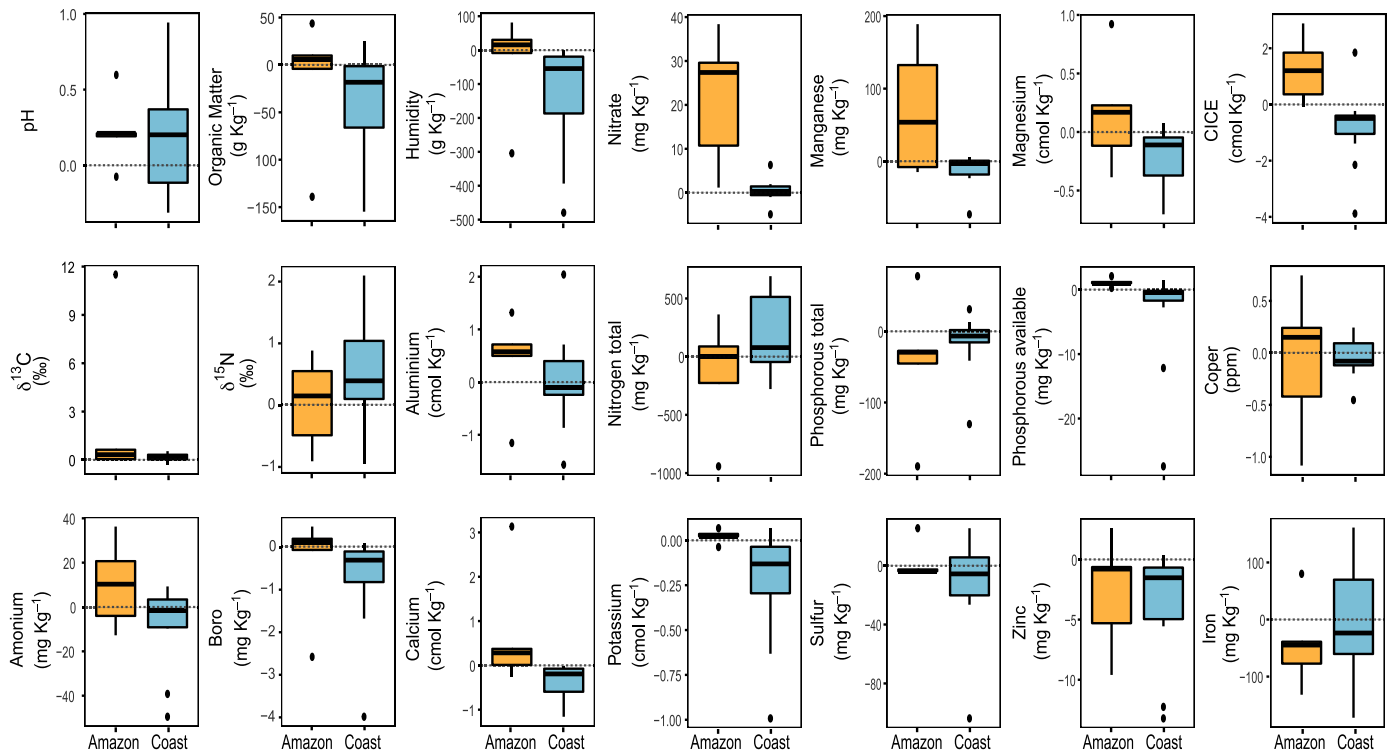 pH
1.0
0.5
0.0
Organic Matter
(g Kg−1)
50
0
−50
100
−150
Humidity
(g Kg−1)
100
0
−100
−200
−300
−400
−500
Nitrate
(mg Kg−1)
40
30
20
10
0
Manganese
(mg Kg−1)
200
100
0
Magnesium
(cmol Kg−1)
1.0
0.5
0.0
−0.5
CICE
(cmol Kg−1)
2
0
−2
−4
δ13C
(‰)
12
9
6
3
0
δ15N
(‰)
2
1
0
−1
Aluminium
(cmol Kg−1)
2
1
0
−1
Nitrogen total
(mg Kg−1)
500
0
−500
−1000
Phosphorous total
(mg Kg−1)
0
−100
−200
Phosphorous available
(mg Kg−1)
0
−10
−20
Coper
(ppm)
0.5
0.0
−0.5
−1.0
Amonium
(mg Kg−1)
40
20
0
−20
−40
Amazon Coast
Boro
(mg Kg−1)
0
−1
−2
−3
−4
Amazon Coast
Calcium
(cmol Kg−1)
3
2
1
0
−1
Amazon Coast
Potassium
(cmol Kg−1)
0.00
−0.25
−0.50
−0.75
−1.00
Amazon Coast
Sulfur
(mg Kg−1)
0
−40
−80
Amazon Coast
Zinc
(mg Kg−1)
0
−5
−10
Amazon Coast
Iron
(mg Kg−1)
100
0
−100
Amazon Coast